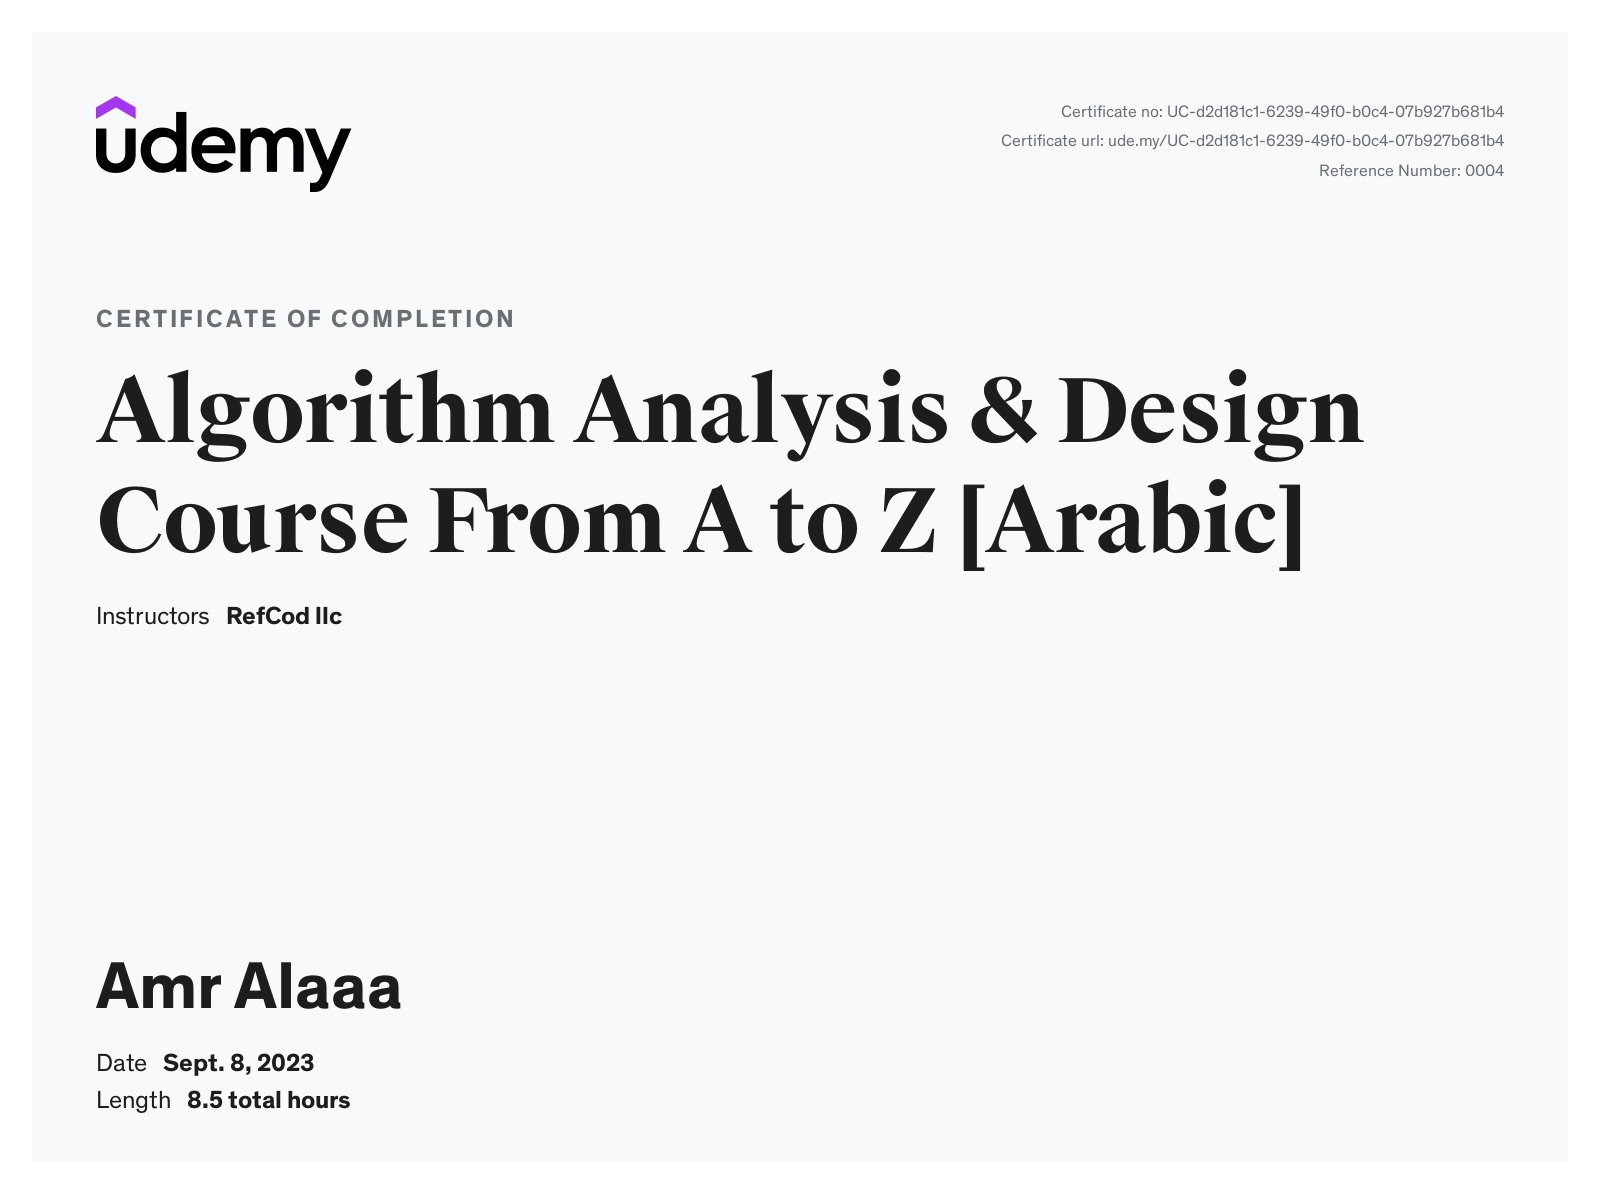 udemy
Certificate no: UC-d2d181c1-6239-49f0-b0c4-07b927b681b4
Certificate url: ude.my/UC-d2d181c1-6239-49f0-b0c4-07b927b681b4
Reference Number: 0004
CERTIFICATE OF COMPLETION
Algorithm Analysis & Design
Course From A to Z [Arabic]
Instructors RefCod llc
Amr Alaaa
Date Sept. 8, 2023
Length 8.5 total hours